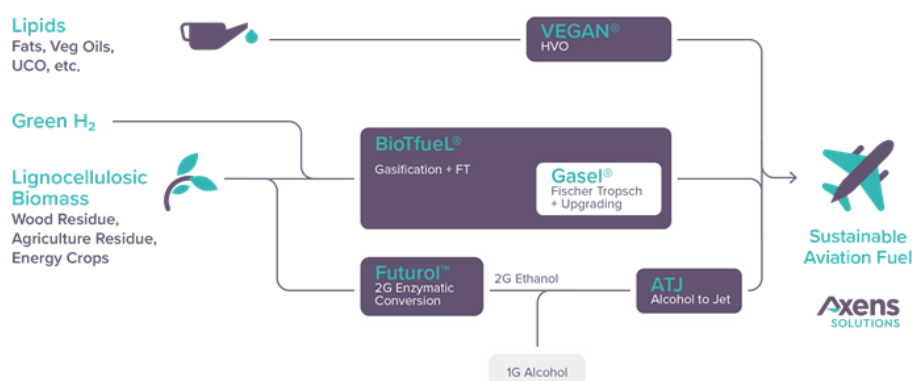 Lipids
Fats, Veg Oils,
UCO, etc.
VEGAN®
HVO
Green H₂
BioTfueL®
Gasification + FT
Gasel®
Fischer Tropsch
+ Upgrading
Lignocellulosic
Biomass
Wood Residue,
Agriculture Residue,
Energy Crops
Futurol™
2G Enzymatic
Conversion
2G Ethanol
ATJ
Alcohol to Jet
1G Alcohol
Sustainable
Aviation Fuel
Axens
SOLUTIONS